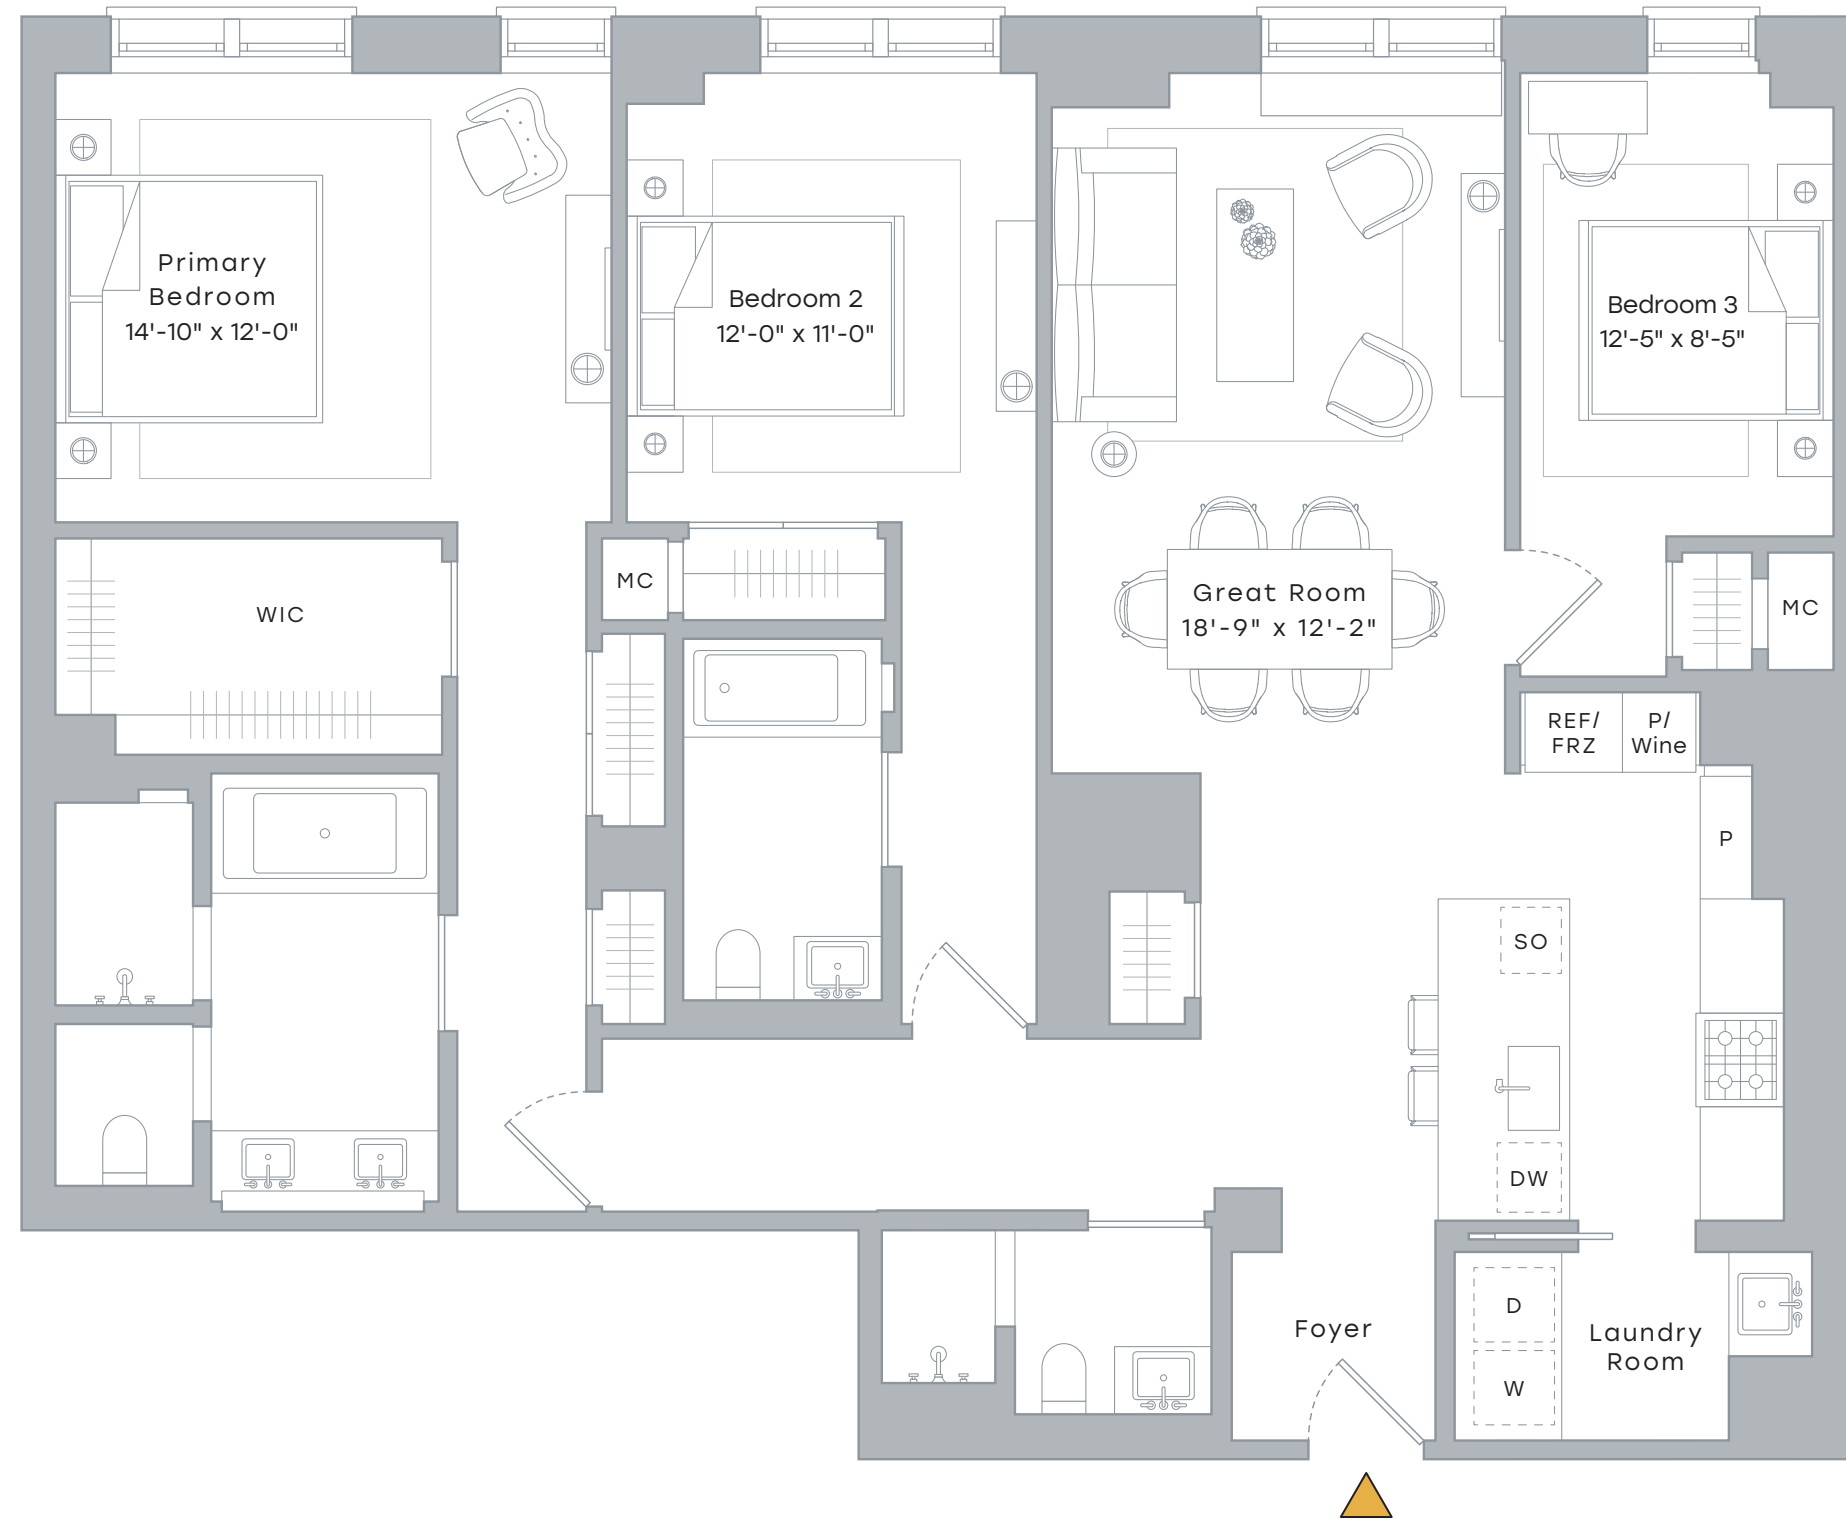 Primary
Bedroom
14'-10" x 12'-0"
Bedroom 2
12'-0" x 11'-0"
Bedroom 3
12'-5" x 8'-5"
Great Room
18'-9" x 12'-2"
WIC
MC
MC
REF/
FRZ
P/
Wine
P
SO
DW
Foyer
D
W
Laundry
Room